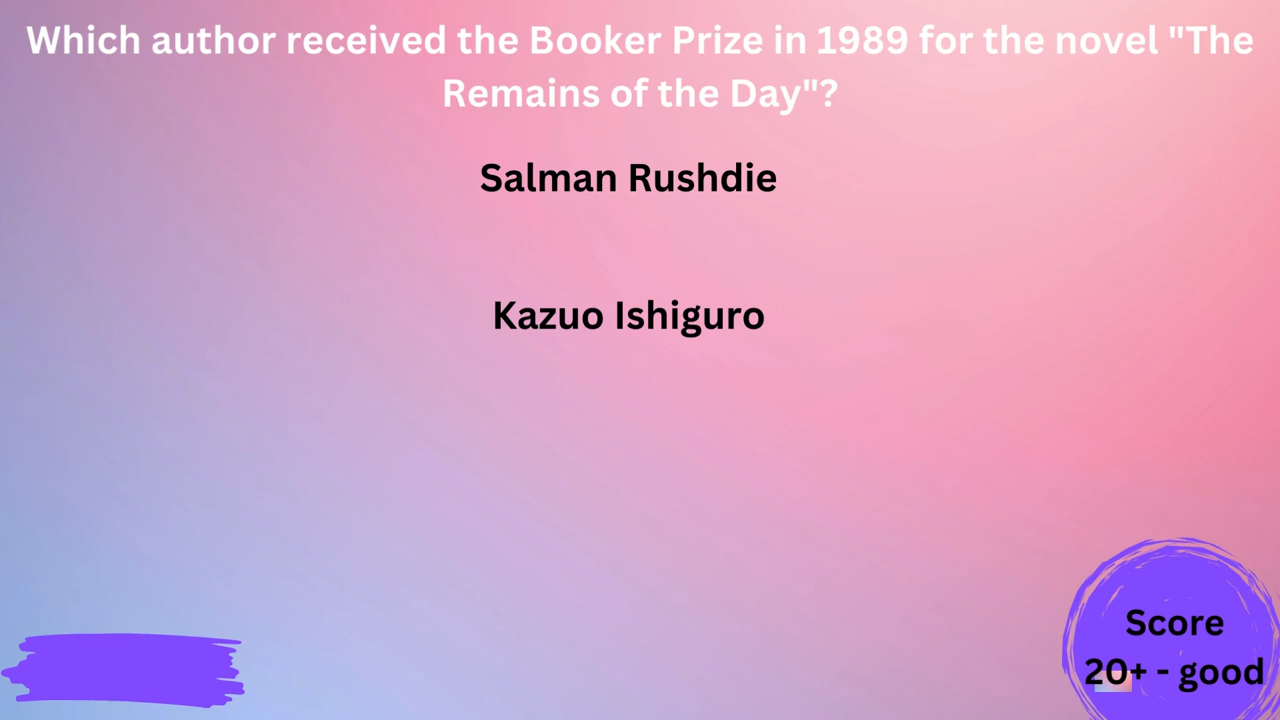 Which author received the Booker Prize in 1989 for the novel "The
Remains of the Day"?
Salman Rushdie
Kazuo Ishiguro
Score
20+ - good